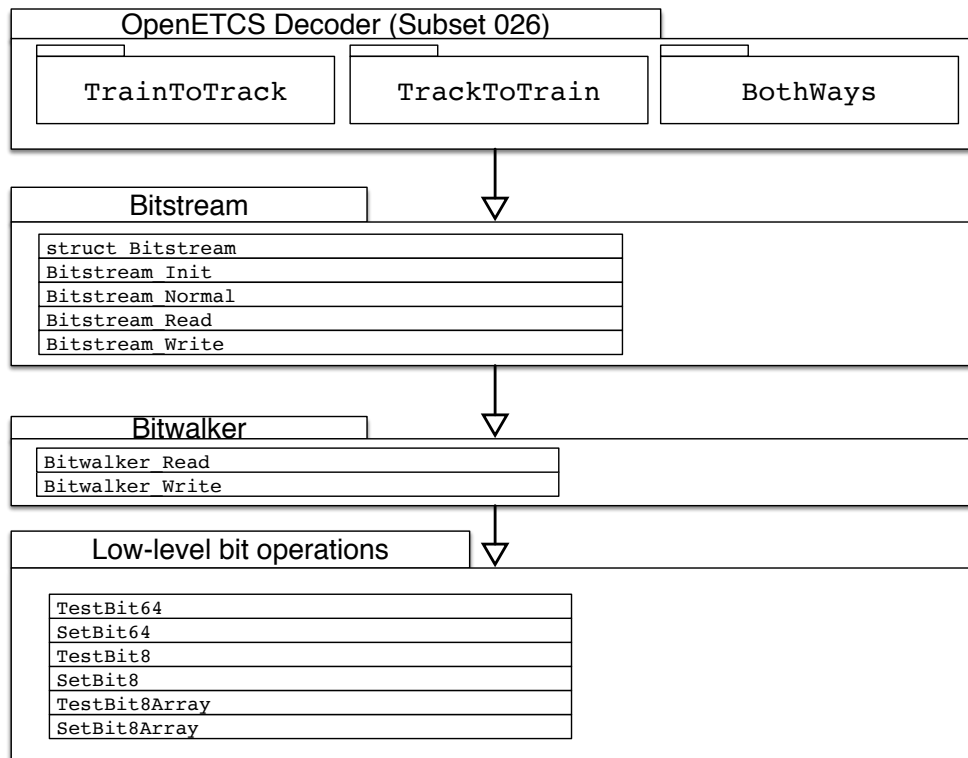 OpenETCS Decoder (Subset 026)
TrainToTrack
TrackToTrain
BothWays
Bitstream
struct Bitstream
Bitstream_Init
Bitstream_Normal
Bitstream_Read
Bitstream_Write
Bitwalker
Bitwalker_Read
Bitwalker_Write
Low-level bit operations
TestBit64
SetBit64
TestBit8
SetBit8
TestBit8Array
SetBit8Array